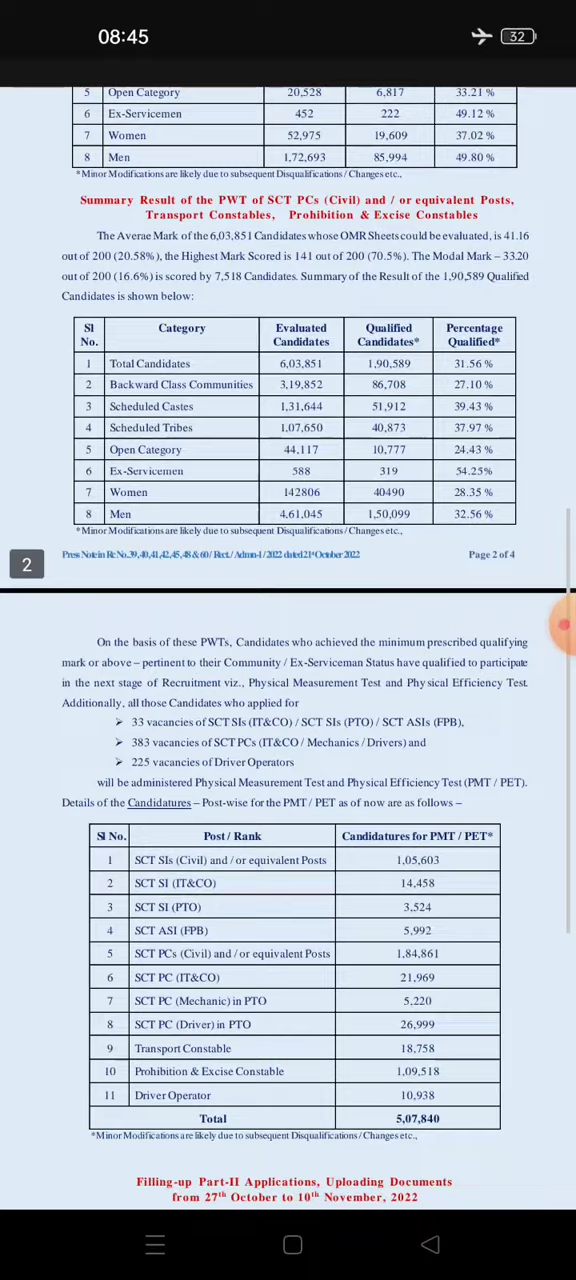 08:45
32
5 Open Category 20,528 6,817 33.21 %
6 Ex-Servicemen 452 222 49.12 %
7 Women 52,975 19,609 37.02 %
8 Men 1,72,693 85,994 49.80 %
*Minor Modifications are likely due to subsequent Disqualifications / Changes etc.,
Summary Result of the PWT of SCT PCs (Civil) and / or equivalent Posts,
Transport Constables, Prohibition & Excise Constables
The Averae Mark of the 6,03,851 Candidates whose OMR Sheets could be evaluated, is 41.16
out of 200 (20.58%), the Highest Mark Scored is 141 out of 200 (70.5%). The Modal Mark – 33.20
out of 200 (16.6%) is scored by 7,518 Candidates. Summary of the Result of the 1,90,589 Qualified
Candidates is shown below:
Sl No. Category Evaluated Candidates Qualified Candidates* Percentage Qualified*
1 Total Candidates 6,03,851 1,90,589 31.56 %
2 Backward Class Communities 3,19,852 86,708 27.10 %
3 Scheduled Castes 1,31,644 51,912 39.43 %
4 Scheduled Tribes 1,07,650 40,873 37.97 %
5 Open Category 44,117 10,777 24.43 %
6 Ex-Servicemen 588 319 54.25%
7 Women 142806 40490 28.35 %
8 Men 4,61,045 1,50,099 32.56 %
*Minor Modifications are likely due to subsequent Disqualifications / Changes etc.,
2
Press Note in Rc No. 39, 40, 41, 42, 45, 48 & 60 / Rect. / Admn-1 / 2022 dated 21st October 2022 Page 2 of 4
On the basis of these PWTs, Candidates who achieved the minimum prescribed qualifying
mark or above – pertinent to their Community / Ex-Serviceman Status have qualified to participate
in the next stage of Recruitment viz., Physical Measurement Test and Physical Efficiency Test.
Additionally, all those Candidates who applied for
➢ 33 vacancies of SCT SIs (IT&CO) / SCT SIs (PTO) / SCT ASIs (FPB),
➢ 383 vacancies of SCT PCs (IT&CO / Mechanics / Drivers) and
➢ 225 vacancies of Driver Operators
will be administered Physical Measurement Test and Physical Efficiency Test (PMT / PET).
Details of the Candidatures – Post-wise for the PMT / PET as of now are as follows –
Sl No. Post / Rank Candidatures for PMT / PET*
1 SCT SIs (Civil) and / or equivalent Posts 1,05,603
2 SCT SI (IT&CO) 14,458
3 SCT SI (PTO) 3,524
4 SCT ASI (FPB) 5,992
5 SCT PCs (Civil) and / or equivalent Posts 1,84,861
6 SCT PC (IT&CO) 21,969
7 SCT PC (Mechanic) in PTO 5,220
8 SCT PC (Driver) in PTO 26,999
9 Transport Constable 18,758
10 Prohibition & Excise Constable 1,09,518
11 Driver Operator 10,938
Total 5,07,840
*Minor Modifications are likely due to subsequent Disqualifications / Changes etc.,
Filling-up Part-II Applications, Uploading Documents
from 27th October to 10th November, 2022